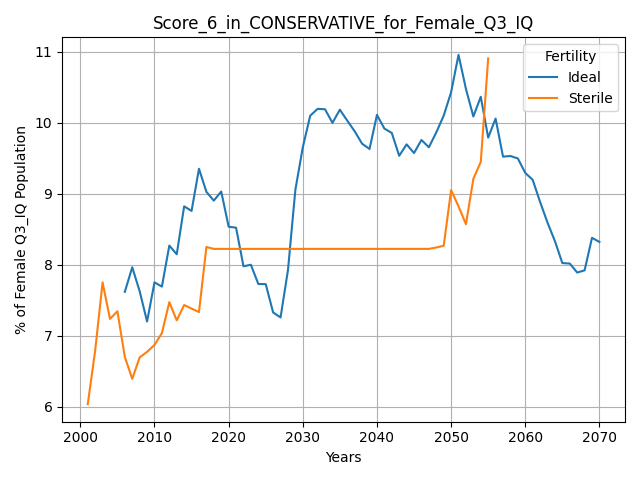 Score_6_in_CONSERVATIVE_for_Female_Q3_IQ
% of Female Q3_IQ Population
11
10
9
8
7
6
Fertility
Ideal
Sterile
2000 2010 2020 2030 2040 2050 2060 2070
Years